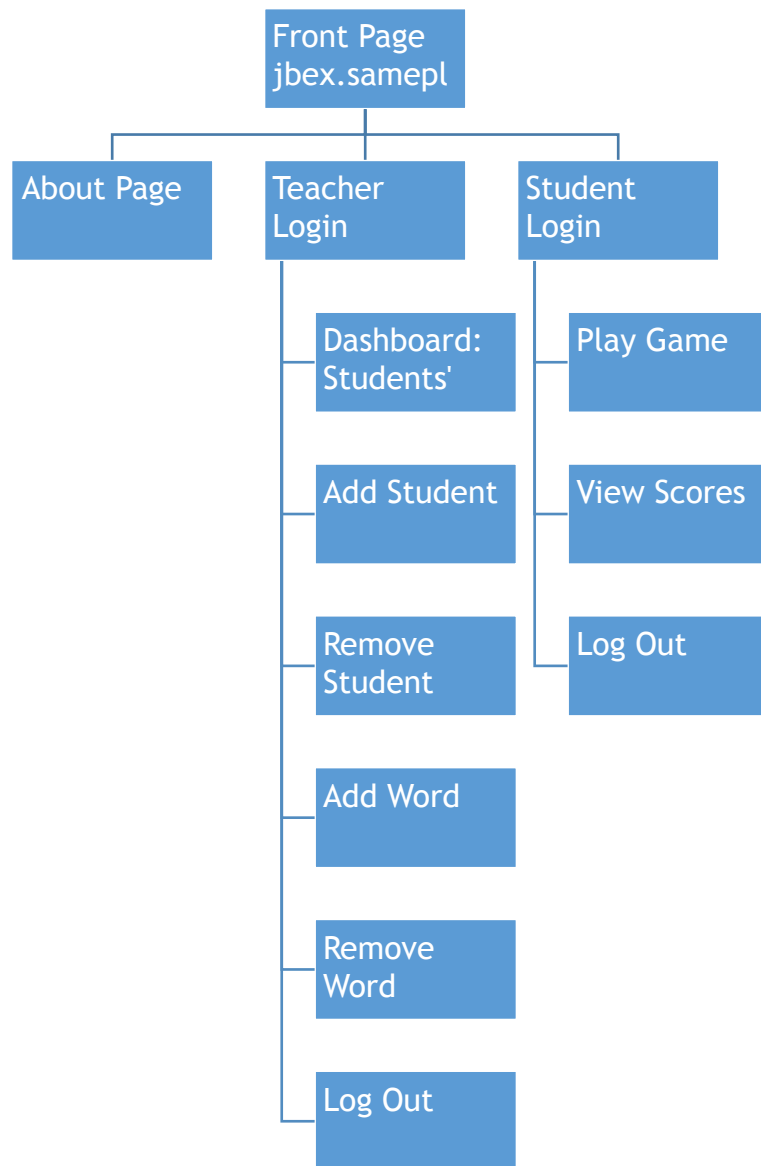 Front Page
jbex.samepl
About Page
Teacher
Login
Student
Login
Dashboard:
Students'
Play Game
Add Student
View Scores
Remove
Student
Log Out
Add Word
Remove
Word
Log Out